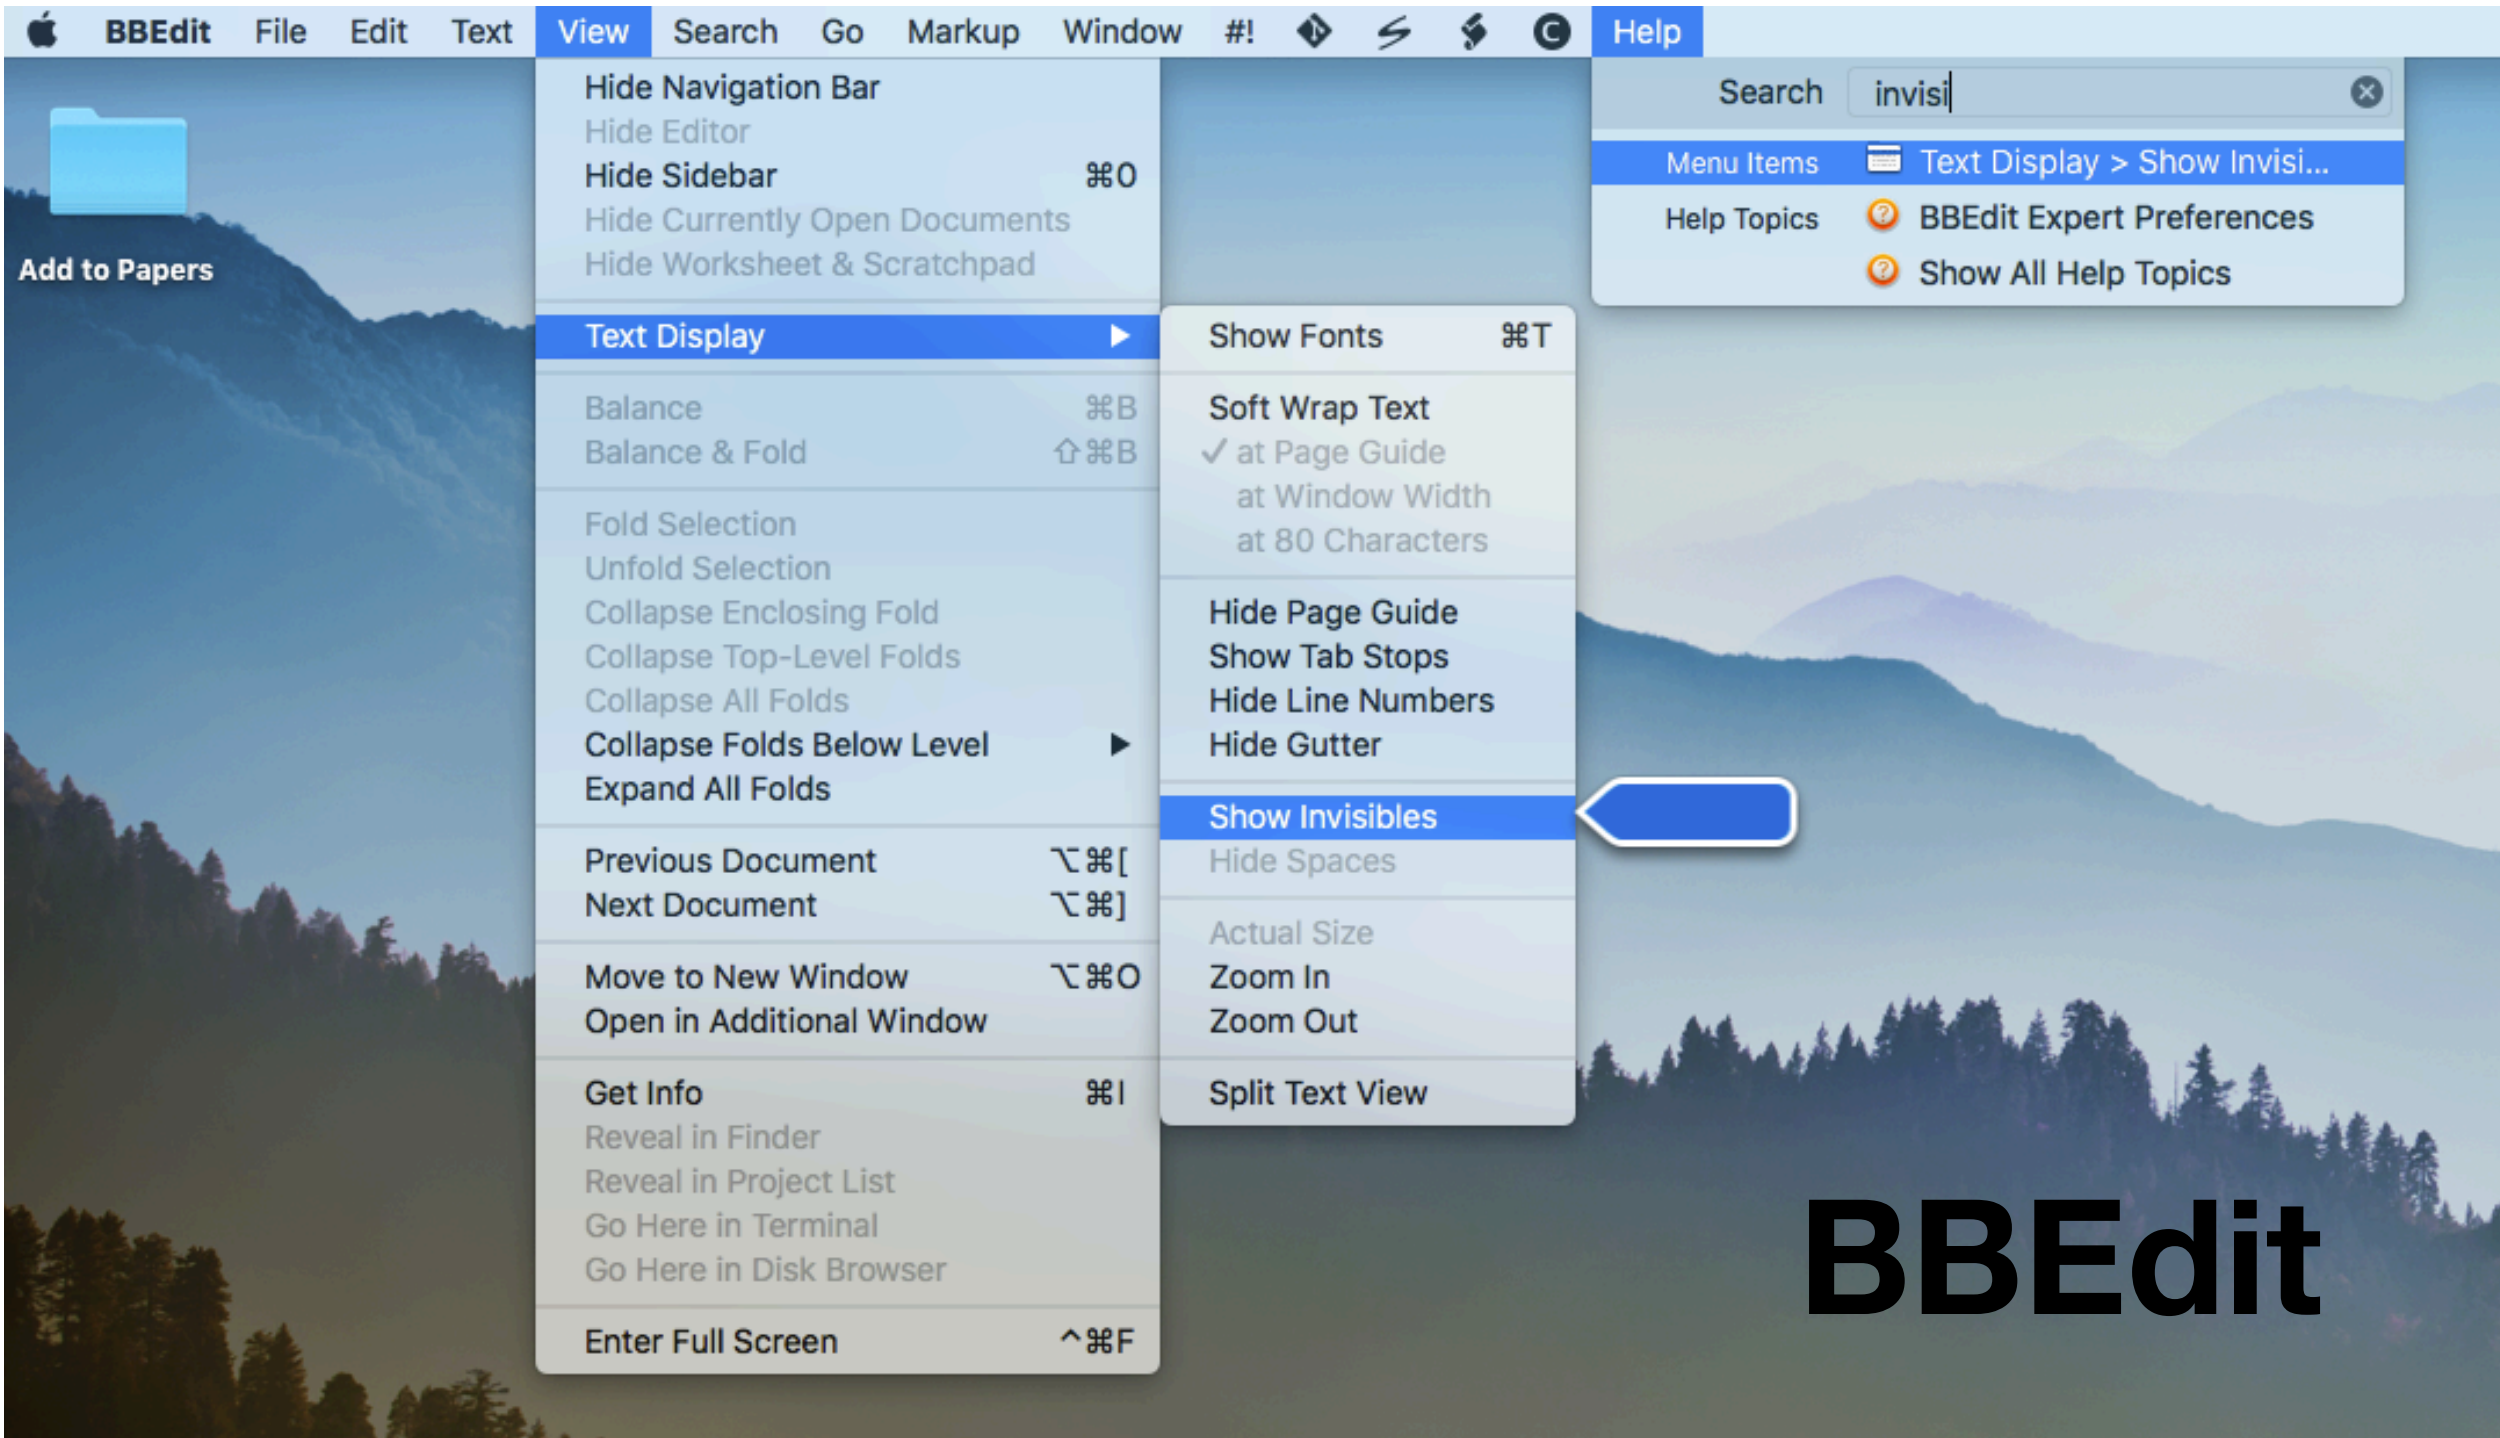 BBEdit File Edit Text View Search Go Markup Window #! C Help
Add to Papers
Hide Navigation Bar
Hide Editor
Hide Sidebar ⌘0
Hide Currently Open Documents
Hide Worksheet & Scratchpad
Text Display ▶
Balance ⌘B
Balance & Fold ⇧⌘B
Fold Selection
Unfold Selection
Collapse Enclosing Fold
Collapse Top-Level Folds
Collapse All Folds
Collapse Folds Below Level ▶
Expand All Folds
Previous Document ⌥⌘[
Next Document ⌥⌘]
Move to New Window ⌥⌘O
Open in Additional Window
Get Info ⌘I
Reveal in Finder
Reveal in Project List
Go Here in Terminal
Go Here in Disk Browser
Enter Full Screen ^⌘F
Show Fonts ⌘T
Soft Wrap Text
✓ at Page Guide
at Window Width
at 80 Characters
Hide Page Guide
Show Tab Stops
Hide Line Numbers
Hide Gutter
Show Invisibles
Hide Spaces
Actual Size
Zoom In
Zoom Out
Split Text View
Search invisi
Menu Items Text Display > Show Invisi...
Help Topics BBEdit Expert Preferences
Show All Help Topics
BBEdit